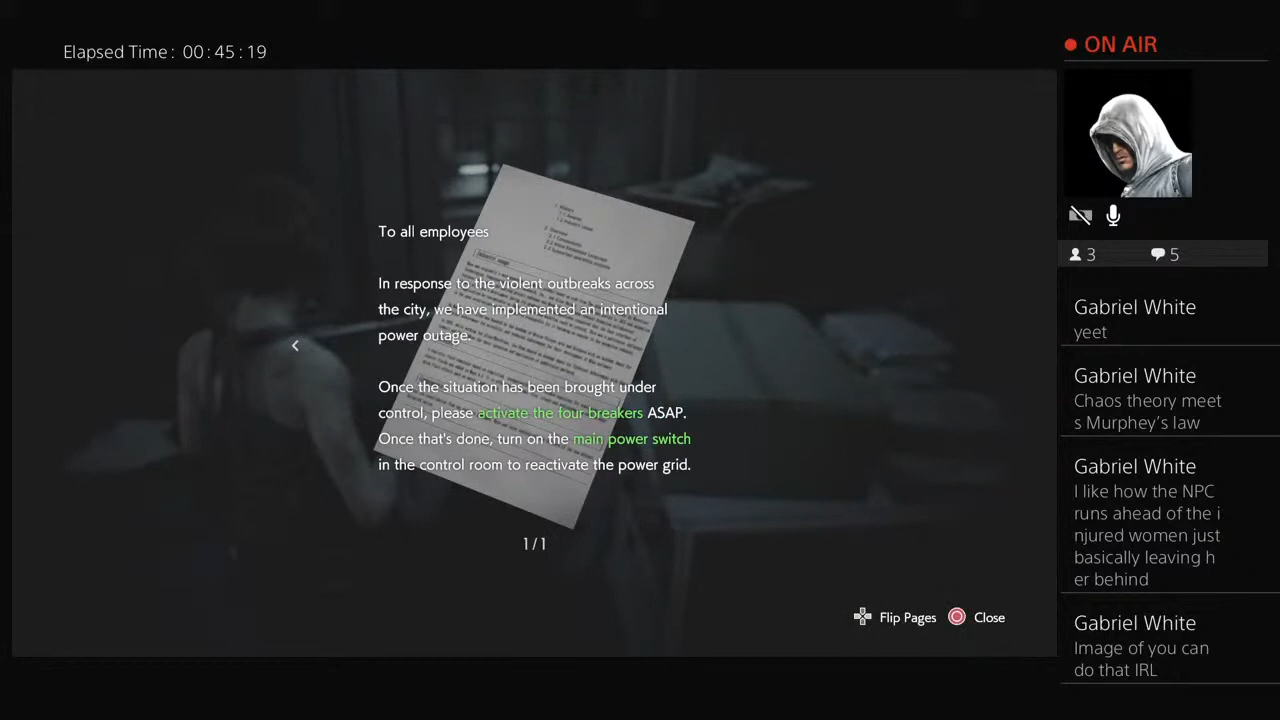 Elapsed Time: 00:45:19
ON AIR
3
5
To all employees
In response to the violent outbreaks across
the city, we have implemented an intentional
power outage.
Once the situation has been brought under
control, please activate the four breakers ASAP.
Once that's done, turn on the main power switch
in the control room to reactivate the power grid.
1/1
Flip Pages
Close
Gabriel White
yeet
Gabriel White
Chaos theory meet
s Murphey's law
Gabriel White
I like how the NPC
runs ahead of the i
njured women just
basically leaving h
er behind
Gabriel White
Image of you can
do that IRL